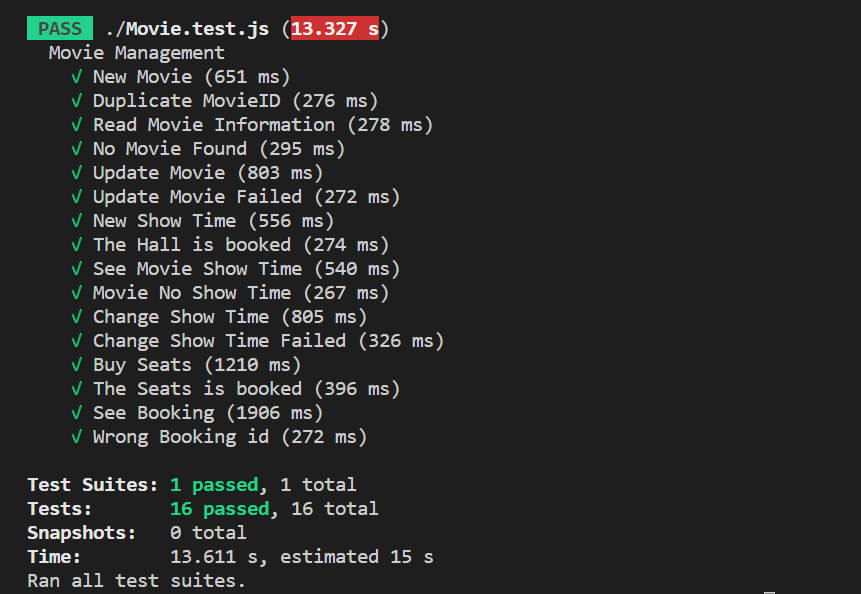 PASS ./Movie.test.js (13.327 s)
Movie Management
√ New Movie (651 ms)
√ Duplicate MovieID (276 ms)
√ Read Movie Information (278 ms)
√ No Movie Found (295 ms)
√ Update Movie (803 ms)
√ Update Movie Failed (272 ms)
√ New Show Time (556 ms)
√ The Hall is booked (274 ms)
√ See Movie Show Time (540 ms)
√ Movie No Show Time (267 ms)
√ Change Show Time (805 ms)
√ Change Show Time Failed (326 ms)
√ Buy Seats (1210 ms)
√ The Seats is booked (396 ms)
√ See Booking (1906 ms)
√ Wrong Booking id (272 ms)
Test Suites: 1 passed, 1 total
Tests: 16 passed, 16 total
Snapshots: 0 total
Time: 13.611 s, estimated 15 s
Ran all test suites.